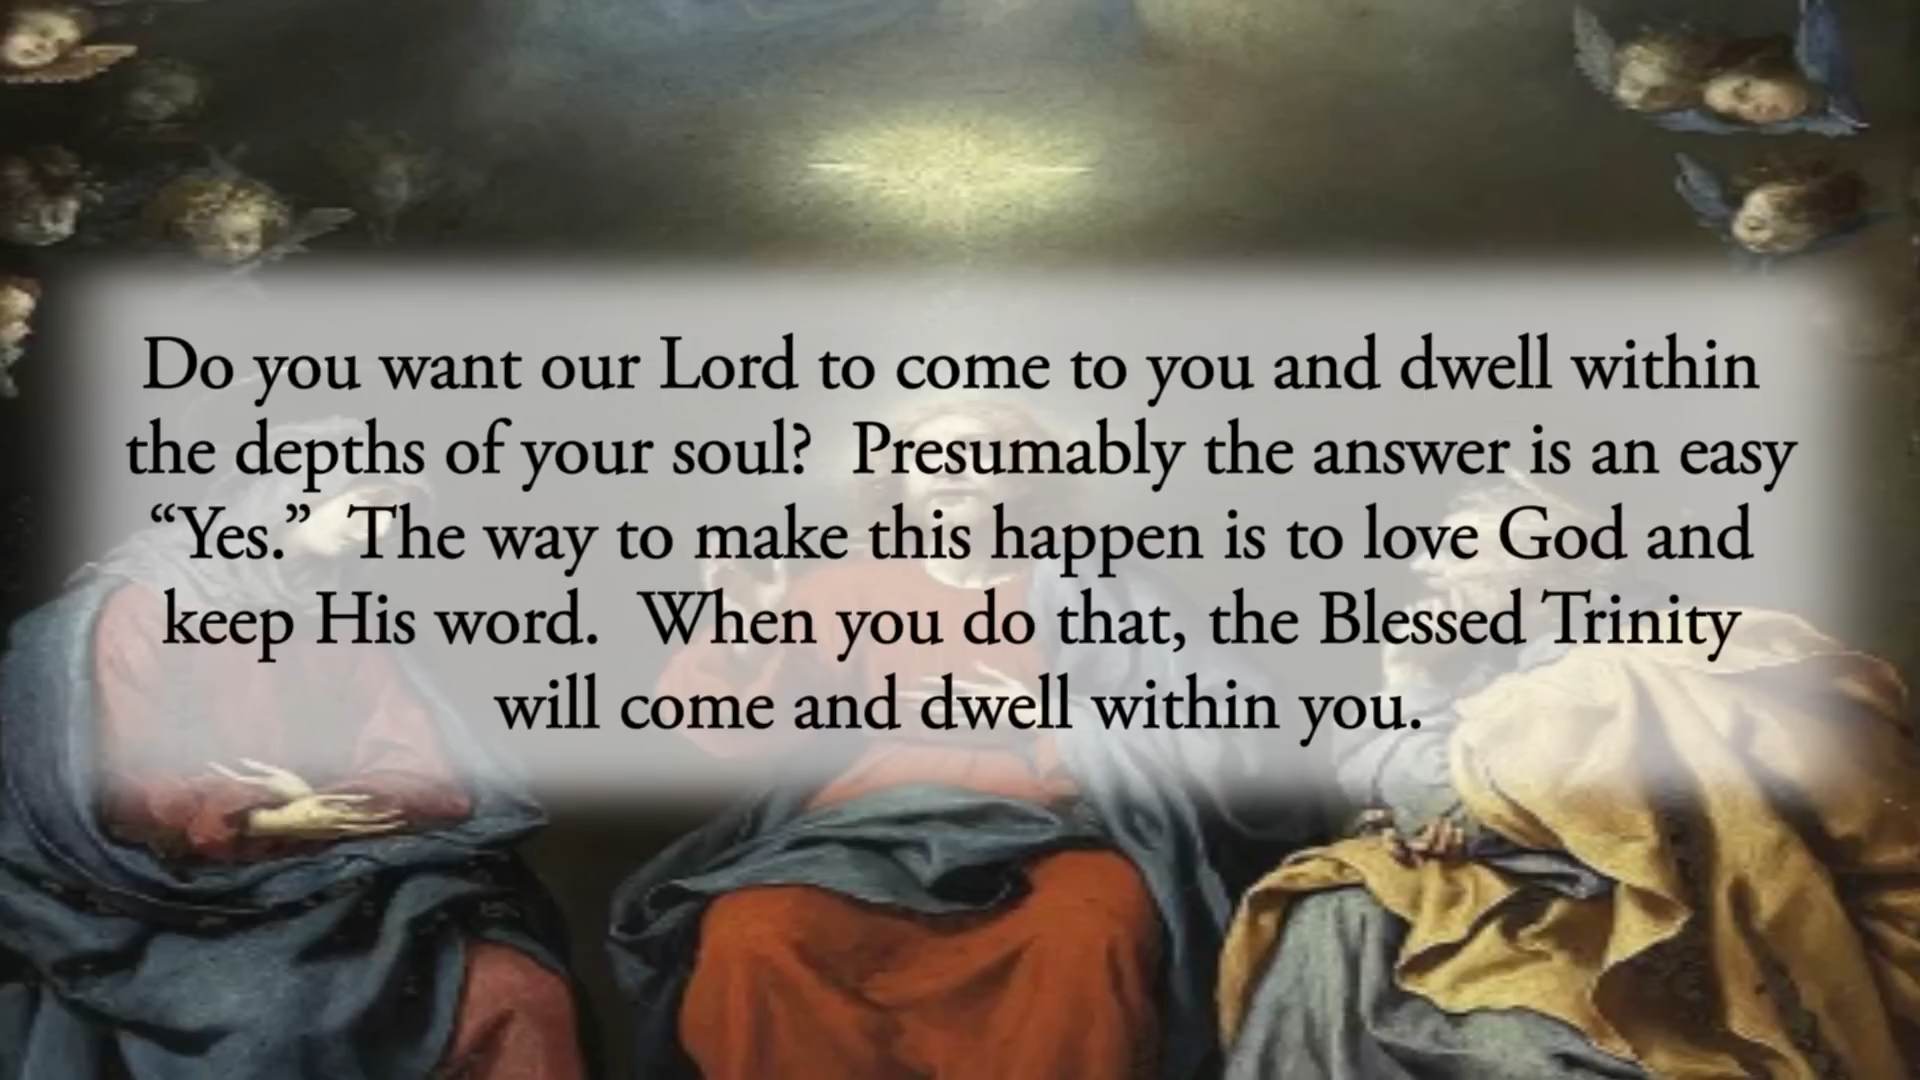 Do you want our Lord to come to you and dwell within
the depths of your soul?  Presumably the answer is an easy
“Yes.”  The way to make this happen is to love God and
keep His word.  When you do that, the Blessed Trinity
will come and dwell within you.